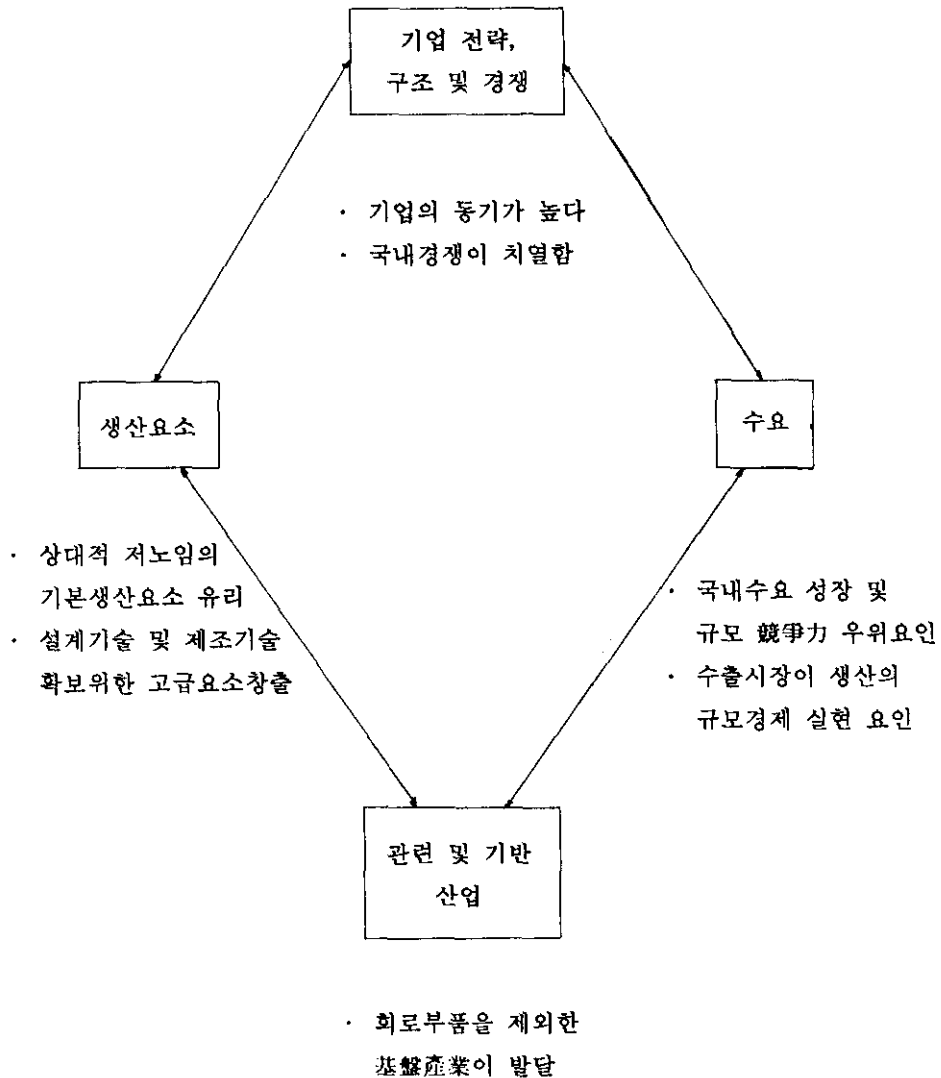 기업 전략,
구조 및 경쟁
· 기업의 동기가 높다
· 국내경쟁이 치열함
생산요소
수요
· 상대적 저노임의
기본생산요소 유리
· 설계기술 및 제조기술
확보위한 고급요소창출
· 국내수요 성장 및
규모 競爭力 우위요인
· 수출시장이 생산의
규모경제 실현 요인
관련 및 기반
산업
· 회로부품을 제외한
基盤產業이 발달